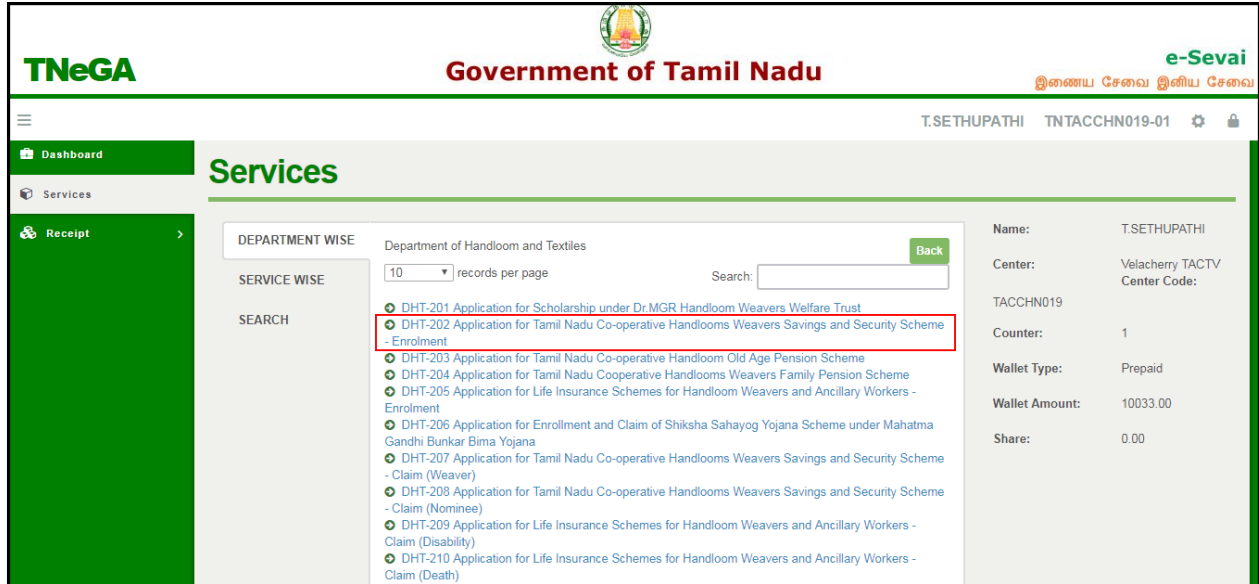 TNeGA
Government of Tamil Nadu
e-Sevai
இணைய சேவை இனிய சேவை
T.SETHUPATHI TNTACCHN019-01
Dashboard
Services
Receipt
Services
DEPARTMENT WISE
SERVICE WISE
SEARCH
Department of Handloom and Textiles
Back
10 records per page
Search:
DHT-201 Application for Scholarship under Dr.MGR Handloom Weavers Welfare Trust
DHT-202 Application for Tamil Nadu Co-operative Handlooms Weavers Savings and Security Scheme
- Enrolment
DHT-203 Application for Tamil Nadu Co-operative Handloom Old Age Pension Scheme
DHT-204 Application for Tamil Nadu Cooperative Handlooms Weavers Family Pension Scheme
DHT-205 Application for Life Insurance Schemes for Handloom Weavers and Ancillary Workers -
Enrolment
DHT-206 Application for Enrollment and Claim of Shiksha Sahayog Yojana Scheme under Mahatma
Gandhi Bunkar Bima Yojana
DHT-207 Application for Tamil Nadu Co-operative Handlooms Weavers Savings and Security Scheme
- Claim (Weaver)
DHT-208 Application for Tamil Nadu Co-operative Handlooms Weavers Savings and Security Scheme
- Claim (Nominee)
DHT-209 Application for Life Insurance Schemes for Handloom Weavers and Ancillary Workers -
Claim (Disability)
DHT-210 Application for Life Insurance Schemes for Handloom Weavers and Ancillary Workers -
Claim (Death)
Name: T.SETHUPATHI
Center: Velacherry TACTV
Center Code:
TACCHN019
Counter: 1
Wallet Type: Prepaid
Wallet Amount: 10033.00
Share: 0.00